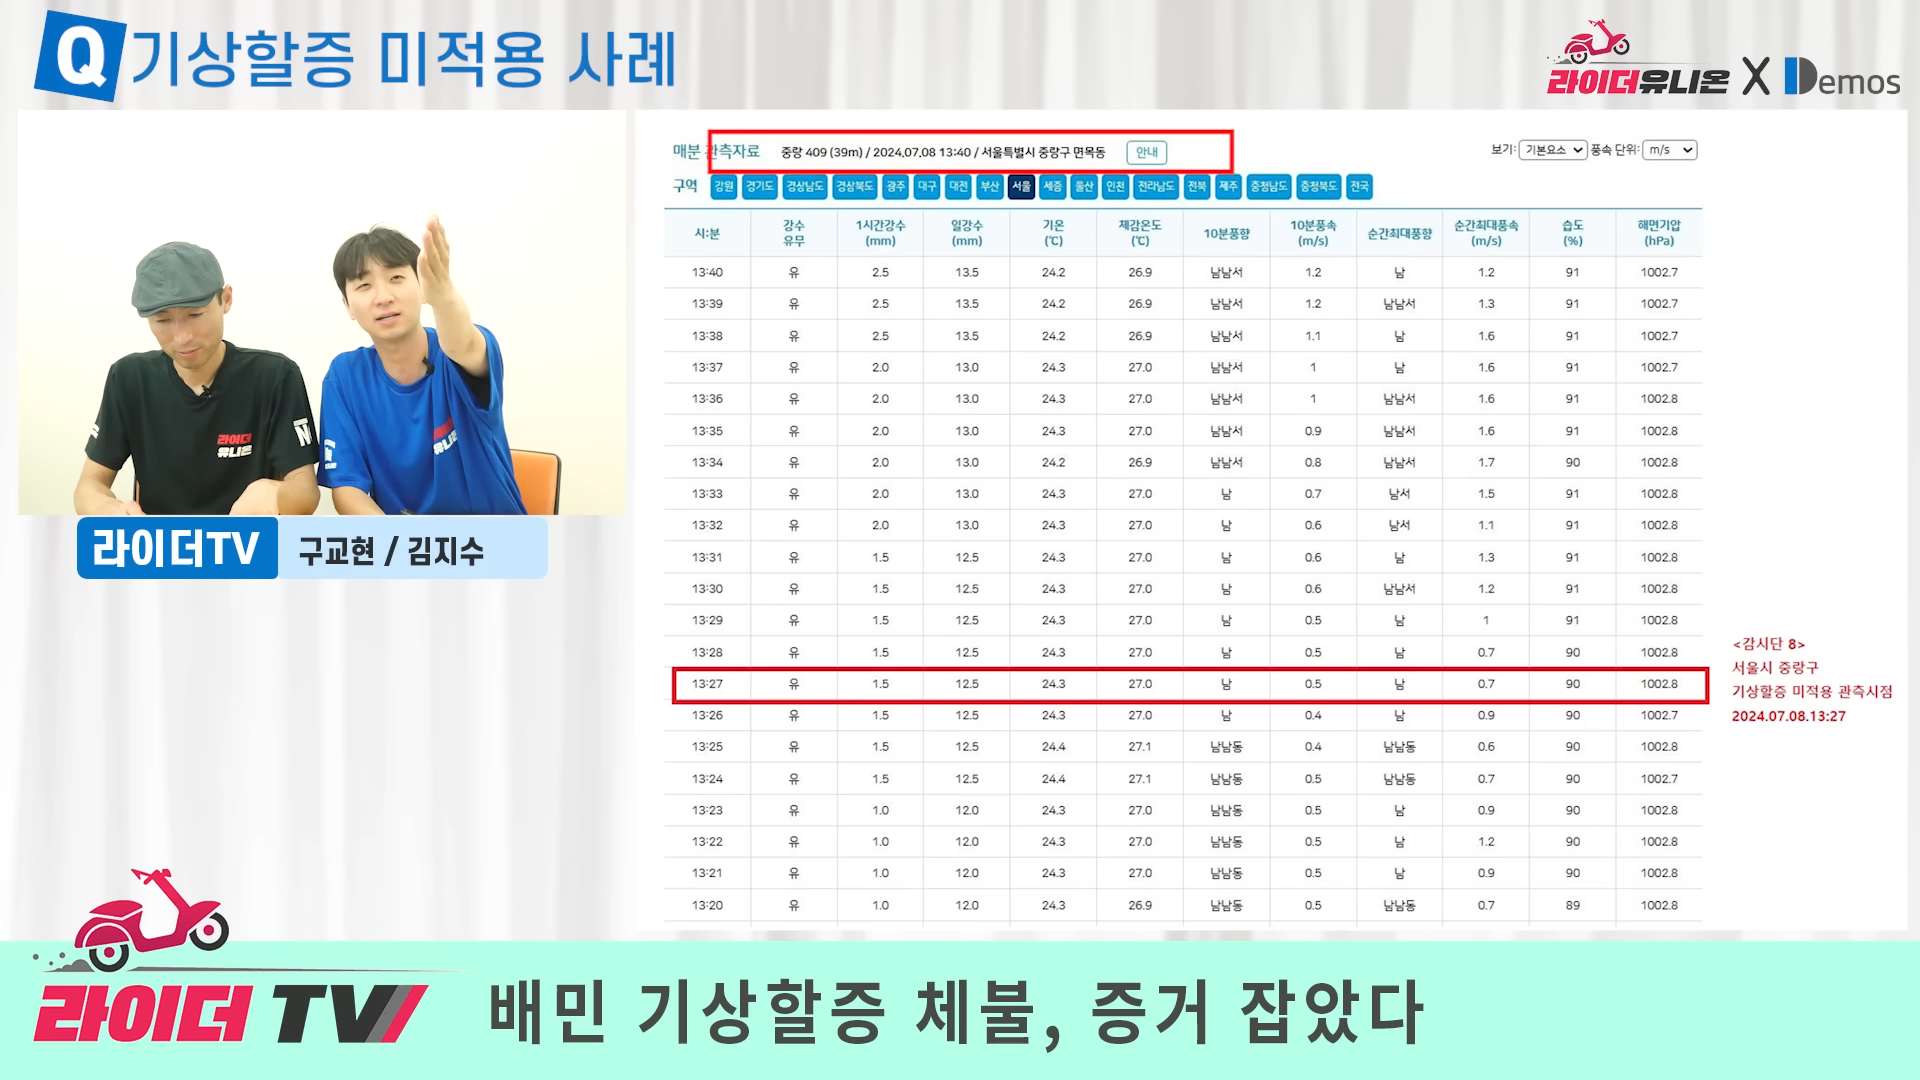 Q 기상할증 미적용 사례
라이더유니온 X Demos
매분 관측자료 중랑 409 (39m) / 2024.07.08 13:40 / 서울특별시 중랑구 면목동 안내
보기: 기본요소 풍속 단위: m/s
구역 강원 경기도 경상남도 경상북도 광주 대구 대전 부산 서울 세종 울산 인천 전라남도 전북 제주 충청남도 충청북도 전국
시:분 강수유무 1시간강수(mm) 일강수(mm) 기온(℃) 체감온도(℃) 10분풍향 10분풍속(m/s) 순간최대풍향 순간최대풍속(m/s) 습도(%) 해면기압(hPa)
13:40 유 2.5 13.5 24.2 26.9 남남서 1.2 남 1.2 91 1002.7
13:39 유 2.5 13.5 24.2 26.9 남남서 1.2 남남서 1.3 91 1002.7
13:38 유 2.5 13.5 24.2 26.9 남남서 1.1 남 1.6 91 1002.7
13:37 유 2.0 13.0 24.3 27.0 남남서 1 남 1.6 91 1002.7
13:36 유 2.0 13.0 24.3 27.0 남남서 1 남남서 1.6 91 1002.8
13:35 유 2.0 13.0 24.3 27.0 남남서 0.9 남남서 1.6 91 1002.8
13:34 유 2.0 13.0 24.2 26.9 남남서 0.8 남남서 1.7 90 1002.8
13:33 유 2.0 13.0 24.3 27.0 남 0.7 남서 1.5 91 1002.8
13:32 유 2.0 13.0 24.3 27.0 남 0.6 남서 1.1 91 1002.8
13:31 유 1.5 12.5 24.3 27.0 남 0.6 남 1.3 91 1002.8
13:30 유 1.5 12.5 24.3 27.0 남 0.6 남남서 1.2 91 1002.8
13:29 유 1.5 12.5 24.3 27.0 남 0.5 남 1 91 1002.8
13:28 유 1.5 12.5 24.3 27.0 남 0.5 남 0.7 90 1002.8
13:27 유 1.5 12.5 24.3 27.0 남 0.5 남 0.7 90 1002.8
13:26 유 1.5 12.5 24.3 27.0 남 0.4 남 0.9 90 1002.7
13:25 유 1.5 12.5 24.4 27.1 남남동 0.4 남남동 0.6 90 1002.8
13:24 유 1.5 12.5 24.4 27.1 남남동 0.5 남남동 0.7 90 1002.7
13:23 유 1.0 12.0 24.3 27.0 남남동 0.5 남 0.9 90 1002.8
13:22 유 1.0 12.0 24.3 27.0 남남동 0.5 남 1.2 90 1002.8
13:21 유 1.0 12.0 24.3 27.0 남남동 0.5 남 0.9 90 1002.8
13:20 유 1.0 12.0 24.3 26.9 남남동 0.5 남남동 0.7 89 1002.8
<감시단 8>
서울시 중랑구
기상할증 미적용 관측시점
2024.07.08.13:27
라이더
유니온
유니
라이더TV 구교현 / 김지수
라이더 TV
배민 기상할증 체불, 증거 잡았다